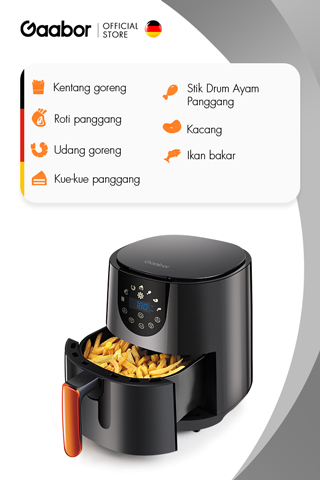 Gaabor
OFFICIAL
STORE
Kentang goreng
Roti panggang
Udang goreng
Kue-kue panggang
Stik Drum Ayam
Panggang
Kacang
Ikan bakar
Gaabor